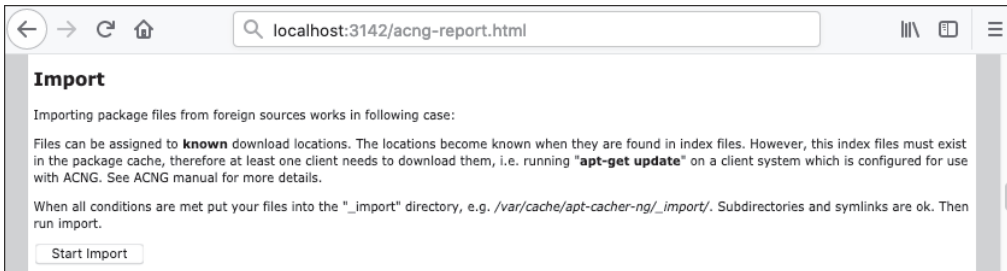 localhost:3142/acng-report.html
Import
Importing package files from foreign sources works in following case:
Files can be assigned to known download locations. The locations become known when they are found in index files. However, this index files must exist
in the package cache, therefore at least one client needs to download them, i.e. running "apt-get update" on a client system which is configured for use
with ACNG. See ACNG manual for more details.
When all conditions are met put your files into the "_import" directory, e.g. /var/cache/apt-cacher-ng/_import/. Subdirectories and symlinks are ok. Then
run import.
Start Import